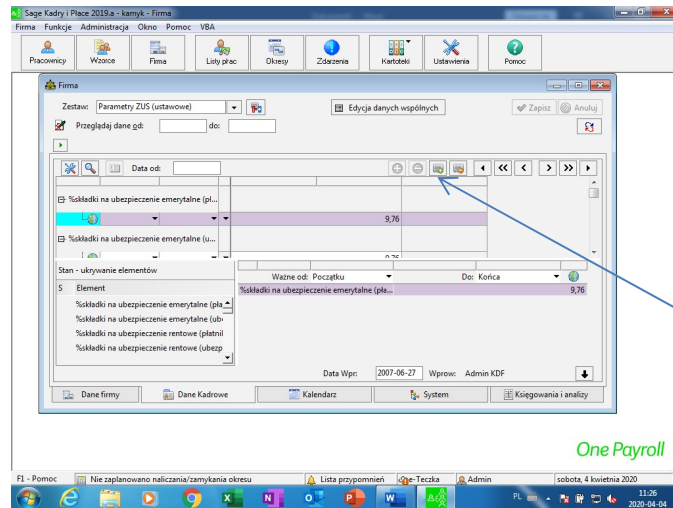 Sage Kadry i Płace 2019.a - kamyk - Firma
Firma Funkcje Administracja Okno Pomoc VBA
Pracownicy Wzorce Firma Listy płac Okresy Zdarzenia Kartoteki Ustawienia Pomoc
Firma
Zestaw: Parametry ZUS (ustawowe) Edycja danych wspólnych Zapisz Anuluj
Przeglądaj dane od: do:
Data od:
%składki na ubezpieczenie emerytalne (pł...
9,76
%składki na ubezpieczenie emerytalne (u...
9,76
Stan - ukrywanie elementów
Ważne od: Początku Do: Końca
S Element
%składki na ubezpieczenie emerytalne (pła... 9,76
%składki na ubezpieczenie emerytalne (pła
%składki na ubezpieczenie emerytalne (ube
%składki na ubezpieczenie rentowe (płatnil
%składki na ubezpieczenie rentowe (ubezp
Data Wpr: 2007-06-27 Wprow: Admin KDF
Dane firmy Dane Kadrowe Kalendarz System Księgowania i analizy
One Payroll
F1 - Pomoc Nie zaplanowano naliczania/zamykania okresu Lista przypomnień e-Teczka Admin sobota, 4 kwietnia 2020
PL 11:26
2020-04-04